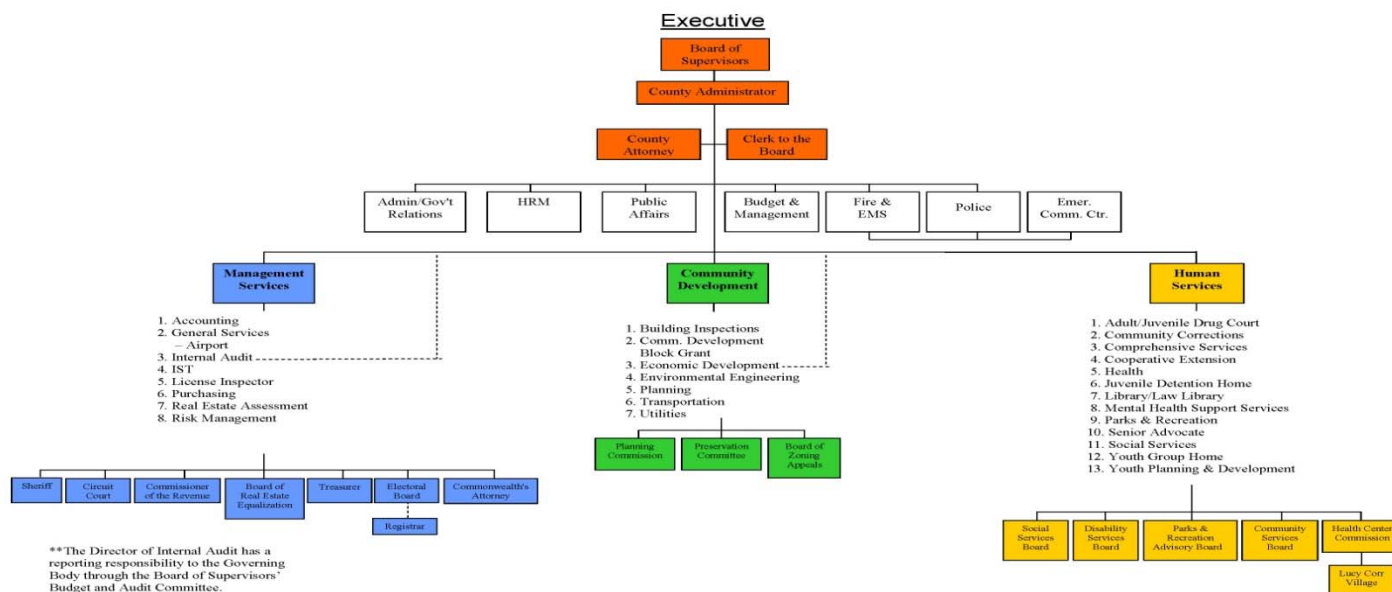 Executive
Board of
Supervisors
County Administrator
County
Attorney
Clerk to the
Board
Admin/Gov't
Relations
HRM
Public
Affairs
Budget &
Management
Fire &
EMS
Police
Emer.
Comm. Ctr.
Management
Services
1. Accounting
2. General Services
– Airport
3. Internal Audit
4. IST
5. License Inspector
6. Purchasing
7. Real Estate Assessment
8. Risk Management
Sheriff
Circuit
Court
Commissioner
of the Revenue
Board of
Real Estate
Equalization
Treasurer
Electoral
Board
Commonwealth's
Attorney
Registrar
**The Director of Internal Audit has a
reporting responsibility to the Governing
Body through the Board of Supervisors'
Budget and Audit Committee.
Community
Development
1. Building Inspections
2. Comm. Development
Block Grant
3. Economic Development
4. Environmental Engineering
5. Planning
6. Transportation
7. Utilities
Planning
Commission
Preservation
Committee
Board of
Zoning
Appeals
Human
Services
1. Adult/Juvenile Drug Court
2. Community Corrections
3. Comprehensive Services
4. Cooperative Extension
5. Health
6. Juvenile Detention Home
7. Library/Law Library
8. Mental Health Support Services
9. Parks & Recreation
10. Senior Advocate
11. Social Services
12. Youth Group Home
13. Youth Planning & Development
Social
Services
Board
Disability
Services
Board
Parks &
Recreation
Advisory Board
Community
Services
Board
Health Center
Commission
Lucy Corr
Village